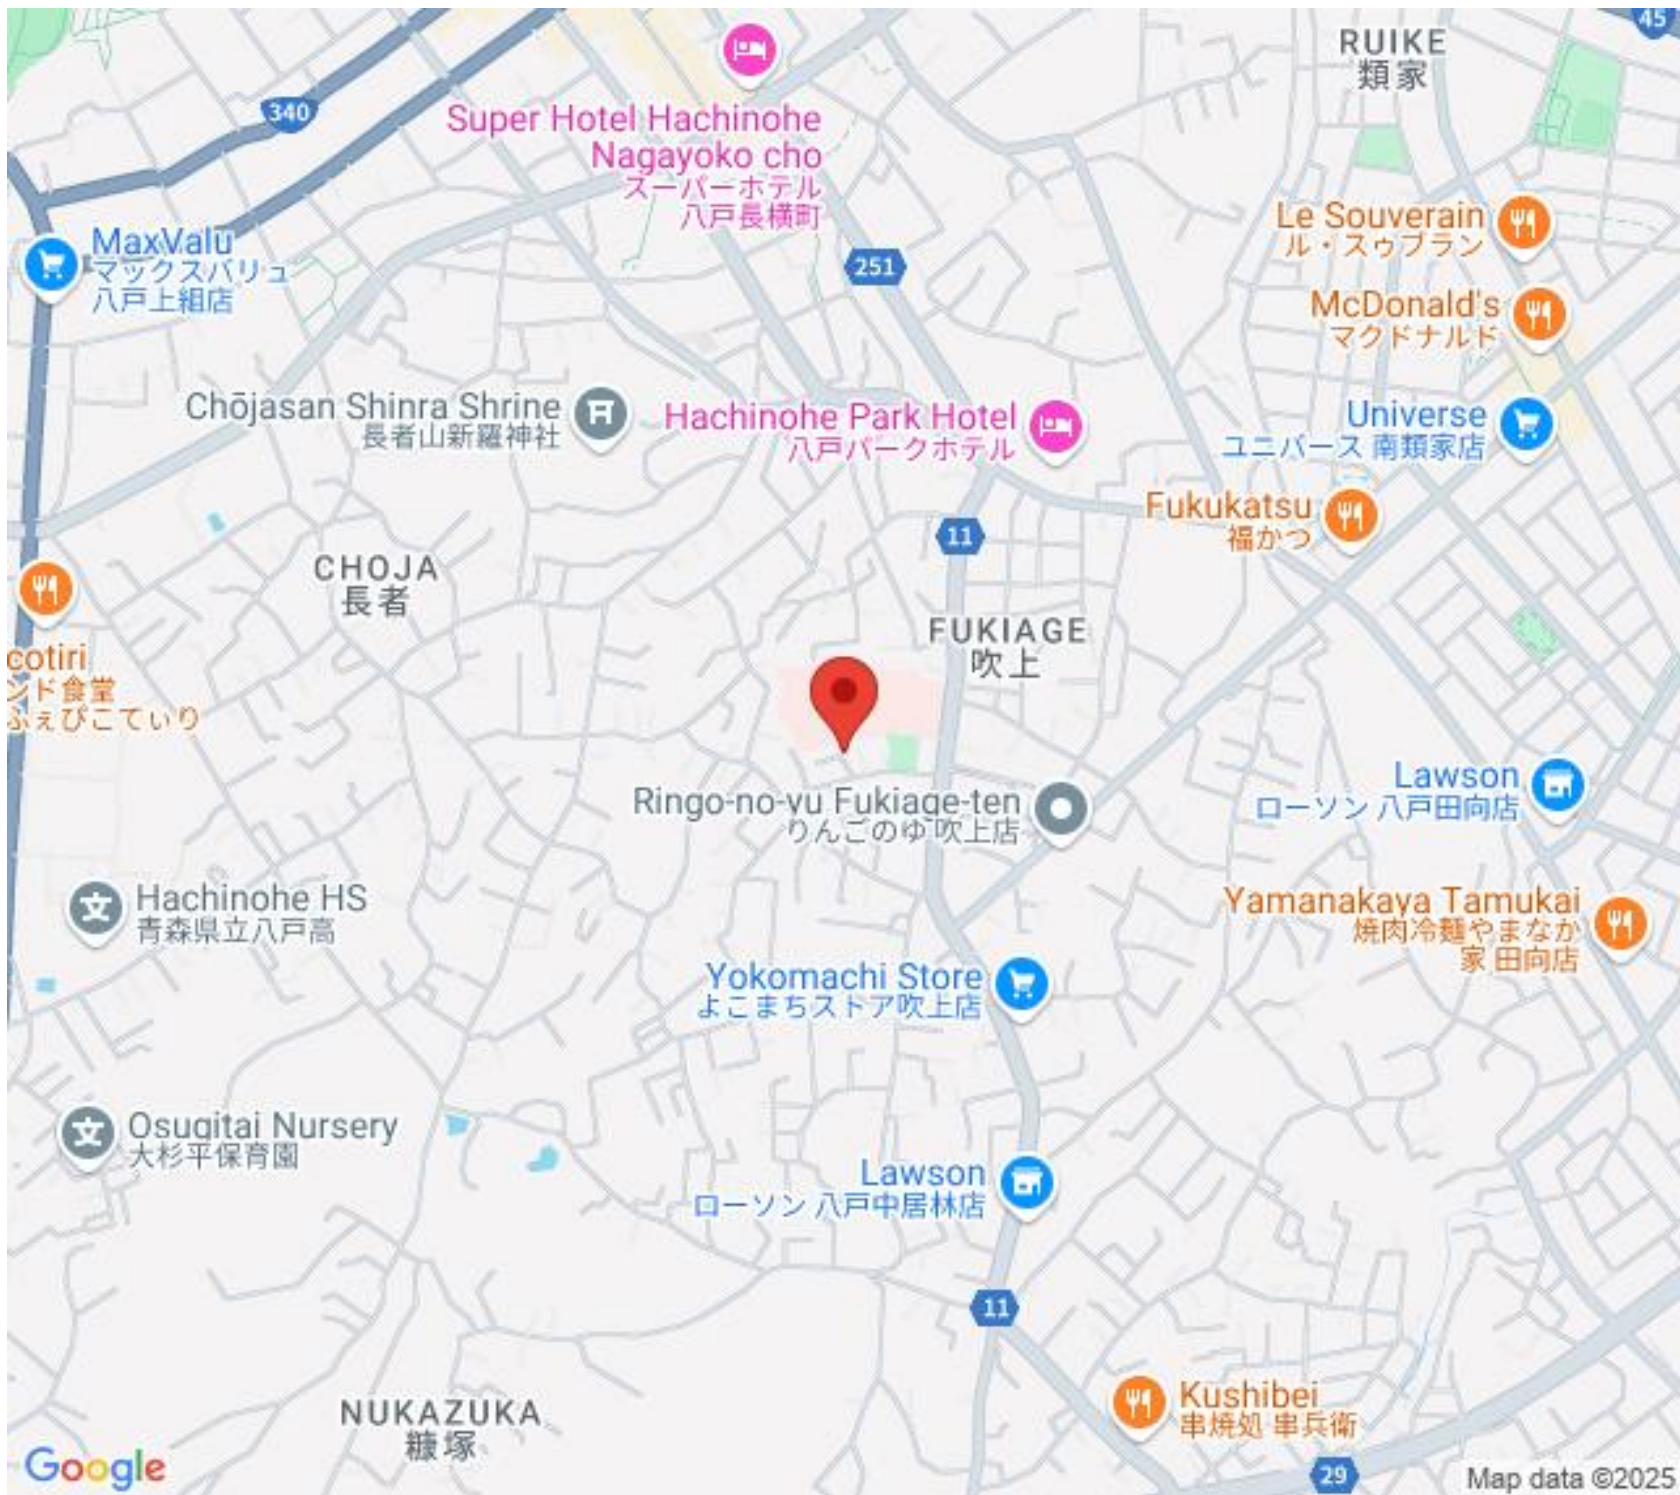 45
RUIKE
類家
340
Super Hotel Hachinohe
Nagayoko cho
スーパーホテル
八戸長横町
Le Souverain
ル・スゥブラン
MaxValu
マックスバリュ
八戸上組店
251
McDonald's
マクドナルド
Chōjasan Shinra Shrine
長者山新羅神社
Hachinohe Park Hotel
八戸パークホテル
Universe
ユニバース 南類家店
Fukukatsu
福かつ
11
CHOJA
長者
FUKIAGE
吹上
cotiri
ンド食堂
ふぇぴこてぃり
Ringo-no-yu Fukiage-ten
りんごのゆ 吹上店
Lawson
ローソン 八戸田向店
Hachinohe HS
青森県立八戸高
Yamanakaya Tamukai
焼肉冷麺やまなか
家 田向店
Yokomachi Store
よこまちストア吹上店
Osugitai Nursery
大杉平保育園
Lawson
ローソン 八戸中居林店
11
Kushibei
串焼処 串兵衛
NUKAZUKA
糠塚
Google
29
Map data ©2025